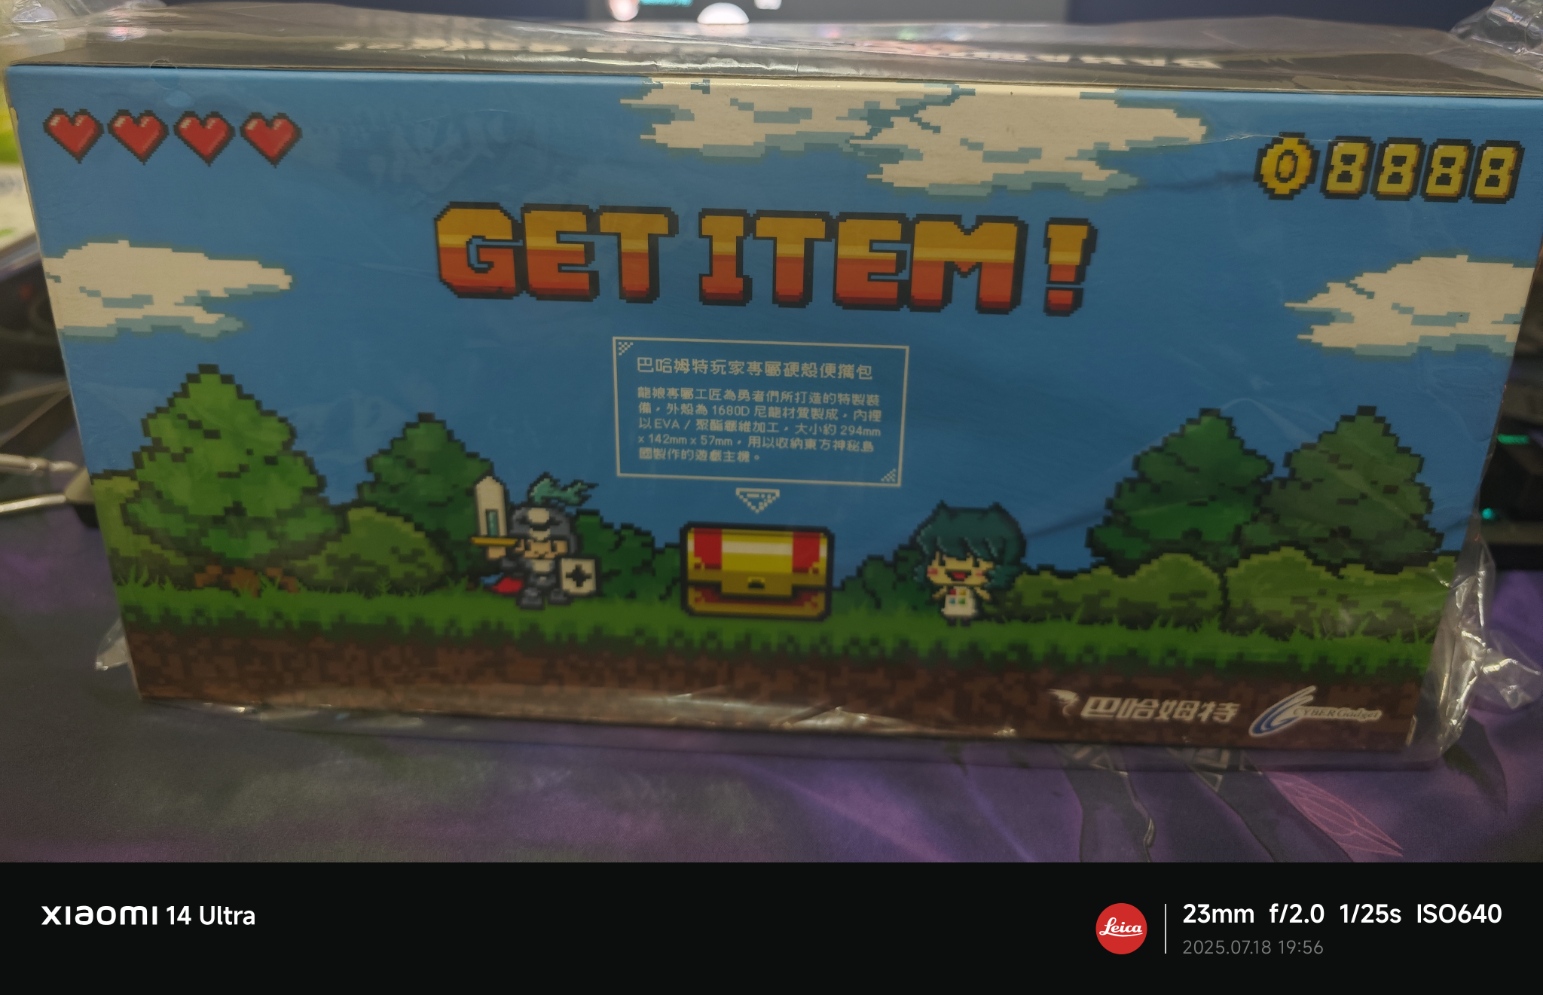 08888
GET ITEM!
巴哈姆特玩家專屬硬殼便攜包
龍娘專屬工匠為勇者們所打造的特製裝
備，外殼為 1680D 尼龍材質製成，內裡
以 EVA / 聚酯纖維加工，大小約 294mm
x 142mm x 57mm，用以收納東方神秘島
國製作的遊戲主機。
巴哈姆特 CYBER Gadget
XIAOMI 14 Ultra
Leica
23mm f/2.0 1/25s ISO640
2025.07.18 19:56